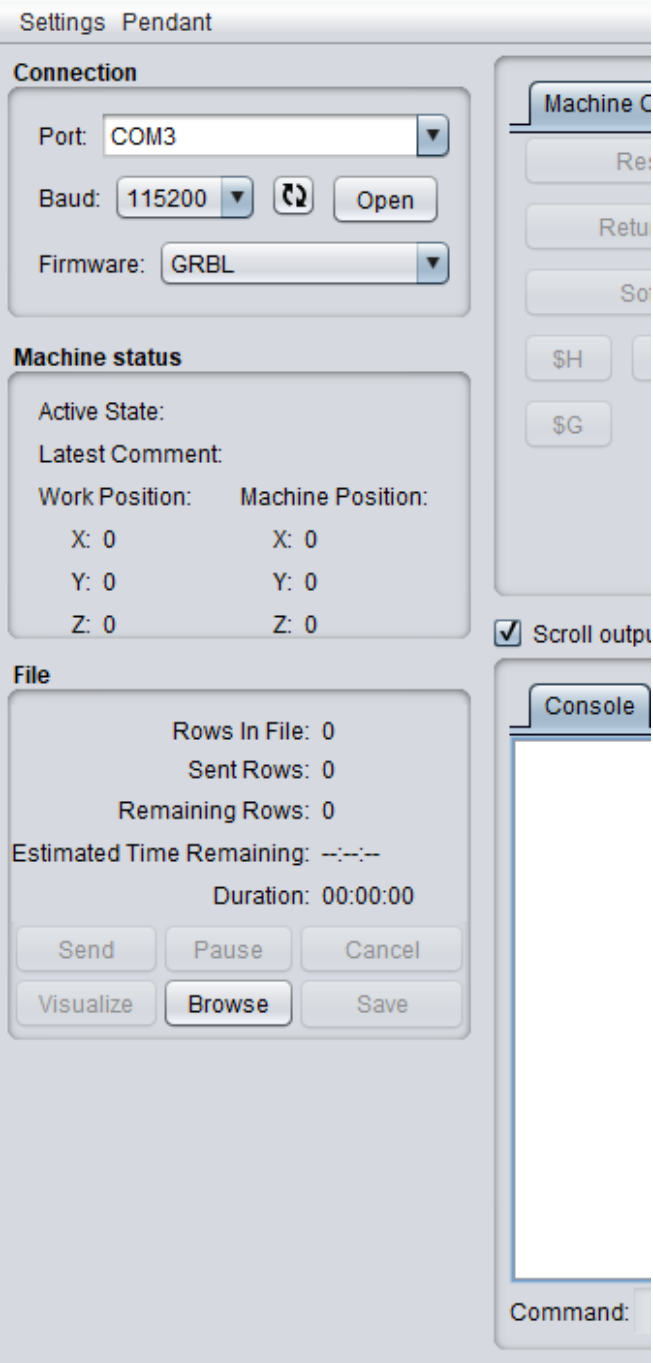 Settings Pendant
Connection
Port: COM3
Baud: 115200 Open
Firmware: GRBL
Machine status
Active State:
Latest Comment:
Work Position: Machine Position:
X: 0 X: 0
Y: 0 Y: 0
Z: 0 Z: 0
File
Rows In File: 0
Sent Rows: 0
Remaining Rows: 0
Estimated Time Remaining: --:--:--
Duration: 00:00:00
Send Pause Cancel
Visualize Browse Save
Machine
$H
$G
Scroll
Console
Command: